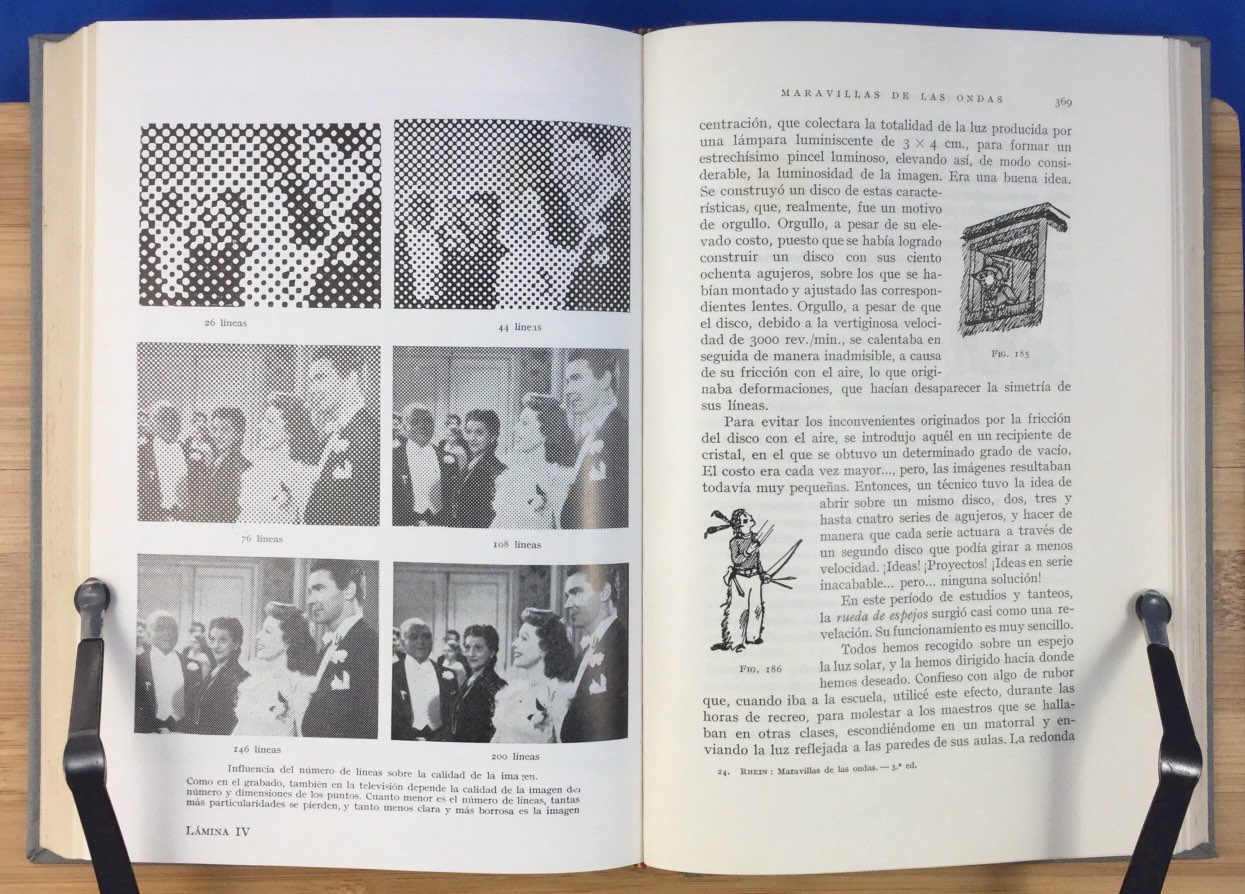 26 líneas
44 líneas
76 líneas
108 líneas
146 líneas
200 líneas
Influencia del número de líneas sobre la calidad de la imagen.
Como en el grabado, también en la televisión depende la calidad de la imagen del
número y dimensiones de los puntos. Cuanto menor es el número de líneas, tantas
más particularidades se pierden, y tanto menos clara y más borrosa es la imagen
LÁMINA IV
MARAVILLAS DE LAS ONDAS
369
centración, que colectara la totalidad de la luz producida por
una lámpara luminiscente de 3 × 4 cm., para formar un
estrechísimo pincel luminoso, elevando así, de modo consi-
derable, la luminosidad de la imagen. Era una buena idea.
Se construyó un disco de estas caracte-
rísticas, que, realmente, fue un motivo
de orgullo. Orgullo, a pesar de su ele-
vado costo, puesto que se había logrado
construir un disco con sus ciento
ochenta agujeros, sobre los que se ha-
bían montado y ajustado las correspon-
dientes lentes. Orgullo, a pesar de que
el disco, debido a la vertiginosa veloci-
dad de 3000 rev./min., se calentaba en
seguida de manera inadmisible, a causa
de su fricción con el aire, lo que origi-
naba deformaciones, que hacían desaparecer la simetría de
sus líneas.
FIG. 185
Para evitar los inconvenientes originados por la fricción
del disco con el aire, se introdujo aquél en un recipiente de
cristal, en el que se obtuvo un determinado grado de vacío.
El costo era cada vez mayor..., pero, las imágenes resultaban
todavía muy pequeñas. Entonces, un técnico tuvo la idea de
abrir sobre un mismo disco, dos, tres y
hasta cuatro series de agujeros, y hacer de
manera que cada serie actuara a través de
un segundo disco que podía girar a menos
velocidad. ¡Ideas! ¡Proyectos! ¡Ideas en serie
inacabable... pero... ninguna solución!
En este período de estudios y tanteos,
la rueda de espejos surgió casi como una re-
velación. Su funcionamiento es muy sencillo.
Todos hemos recogido sobre un espejo
la luz solar, y la hemos dirigido hacia donde
hemos deseado. Confieso con algo de rubor
FIG. 186
que, cuando iba a la escuela, utilicé este efecto, durante las
horas de recreo, para molestar a los maestros que se halla-
ban en otras clases, escondiéndome en un matorral y en-
viando la luz reflejada a las paredes de sus aulas. La redonda
24. RHEIN: Maravillas de las ondas. — 3.ª ed.